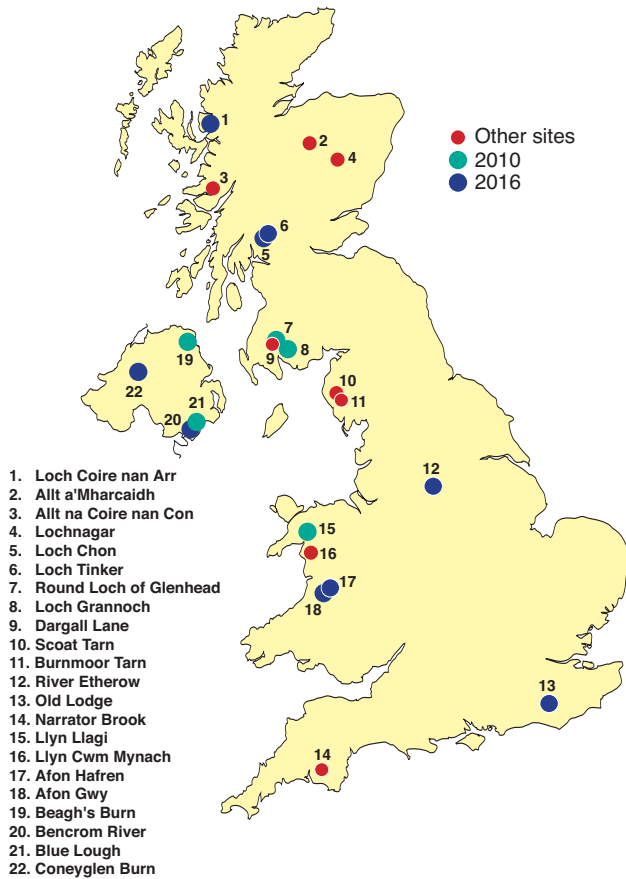 1
2
4
3
6
5
7
8
9
19
22
21
20
10
11
12
15
16
17
18
13
14
Other sites
2010
2016
1. Loch Coire nan Arr
2. Allt a'Mharcaidh
3. Allt na Coire nan Con
4. Lochnagar
5. Loch Chon
6. Loch Tinker
7. Round Loch of Glenhead
8. Loch Grannoch
9. Dargall Lane
10. Scoat Tarn
11. Burnmoor Tarn
12. River Etherow
13. Old Lodge
14. Narrator Brook
15. Llyn Llagi
16. Llyn Cwm Mynach
17. Afon Hafren
18. Afon Gwy
19. Beagh's Burn
20. Bencrom River
21. Blue Lough
22. Coneyglen Burn